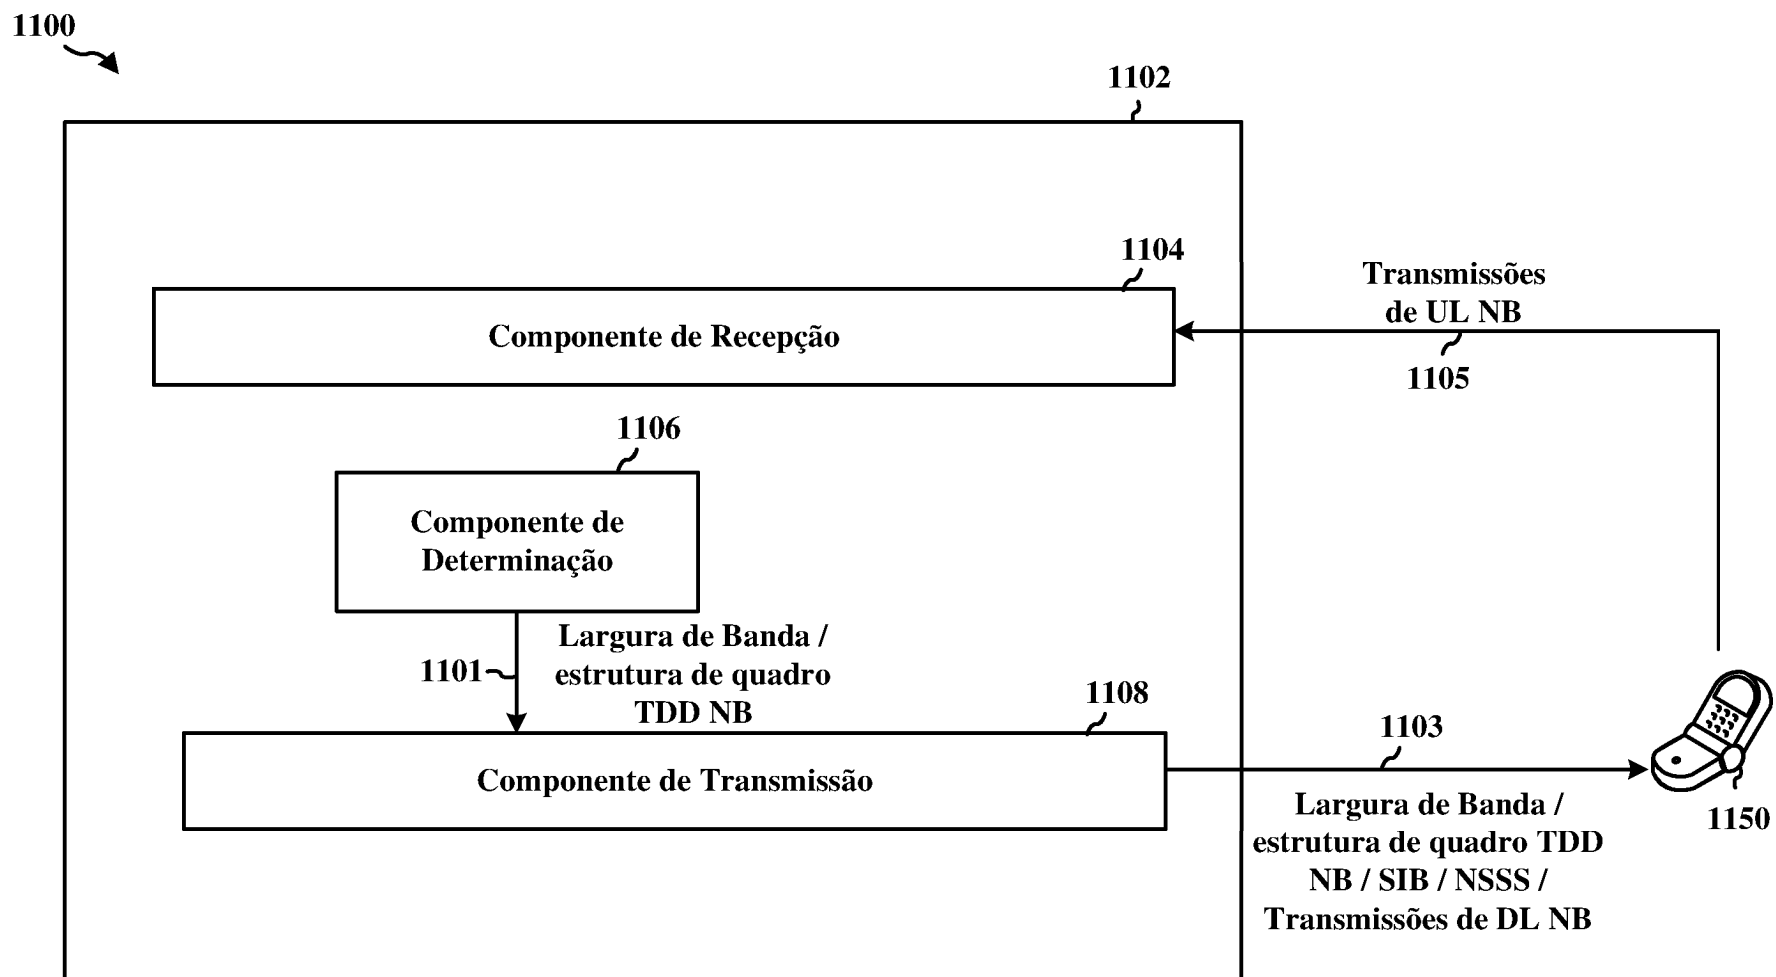 1100
1102
1104
Componente de Recepção
Transmissões
de UL NB
1105
1106
Componente de
Determinação
1101
Largura de Banda /
estrutura de quadro
TDD NB
1108
Componente de Transmissão
1103
Largura de Banda /
estrutura de quadro TDD
NB / SIB / NSSS /
Transmissões de DL NB
1150